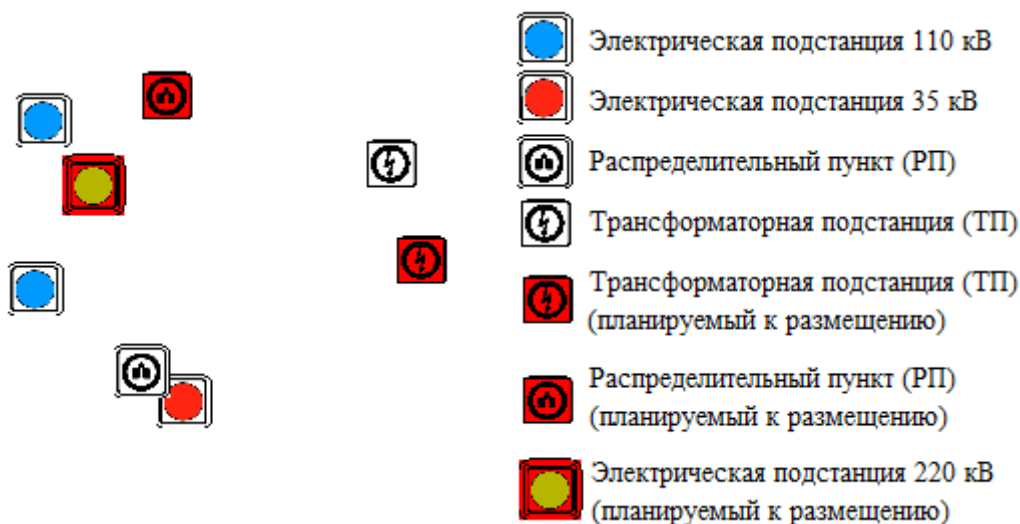 Электрическая подстанция 110 кВ
Электрическая подстанция 35 кВ
Распределительный пункт (РП)
Трансформаторная подстанция (ТП)
Трансформаторная подстанция (ТП)
(планируемый к размещению)
Распределительный пункт (РП)
(планируемый к размещению)
Электрическая подстанция 220 кВ
(планируемый к размещению)